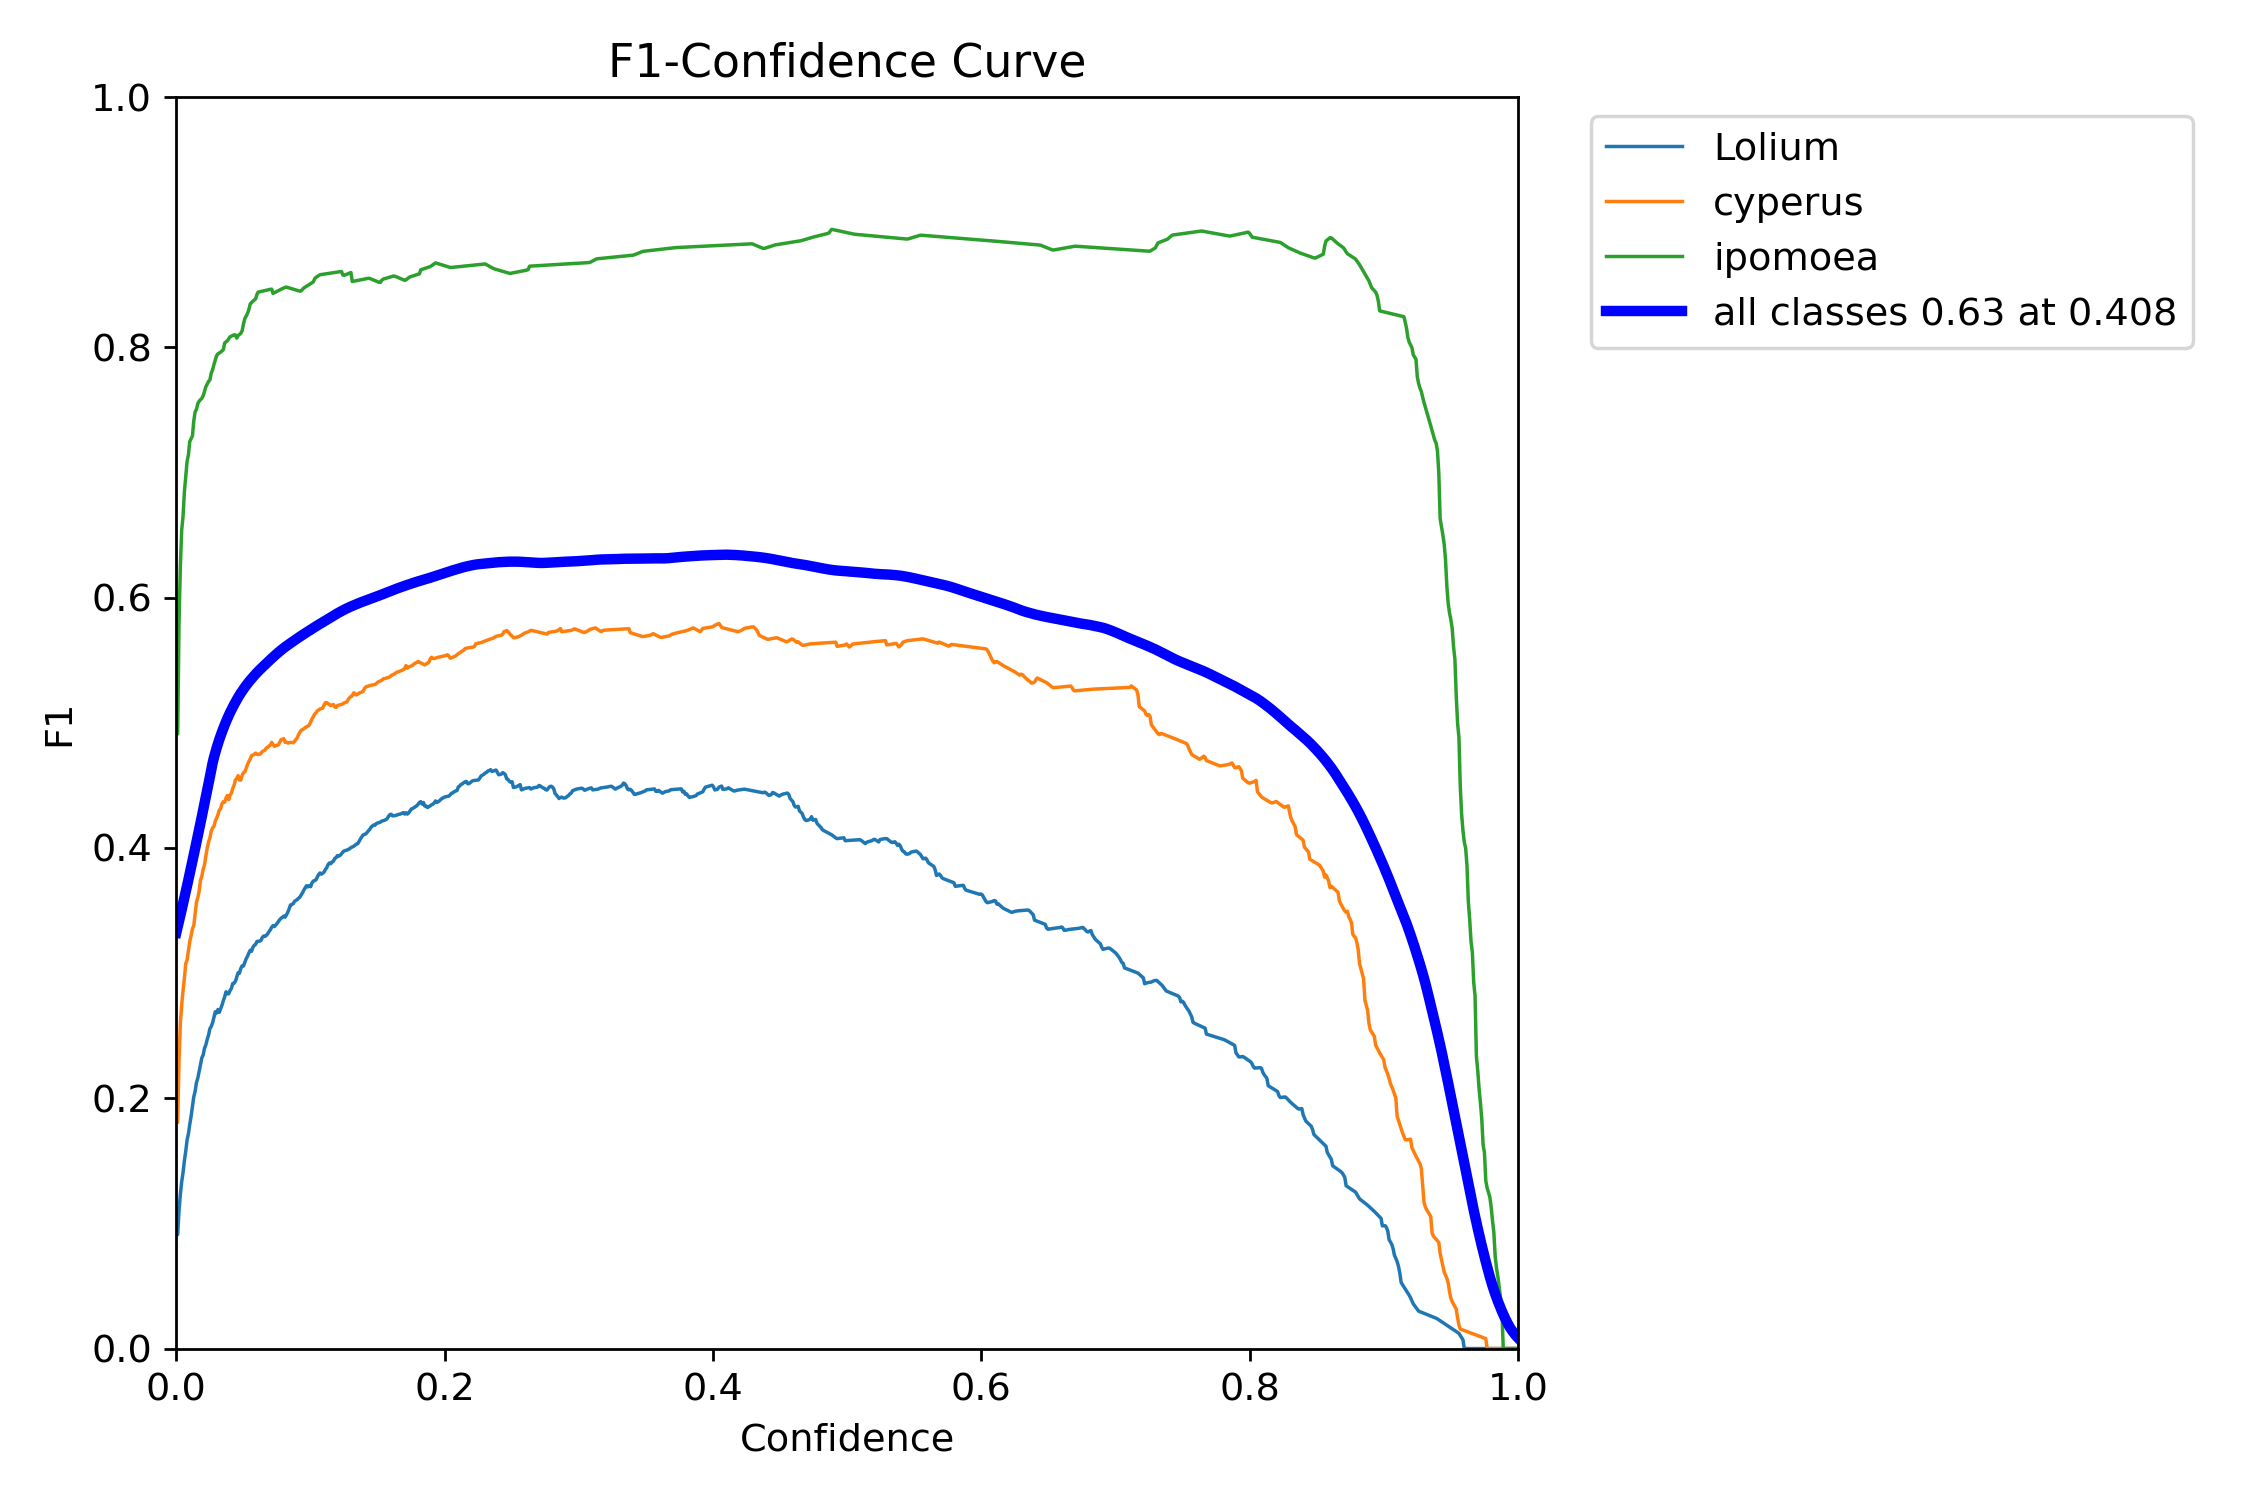 F1-Confidence Curve
1.0
0.8
0.6
0.4
0.2
0.0
F1
0.0 0.2 0.4 0.6 0.8 1.0
Confidence
Lolium
cyperus
ipomoea
all classes 0.63 at 0.408